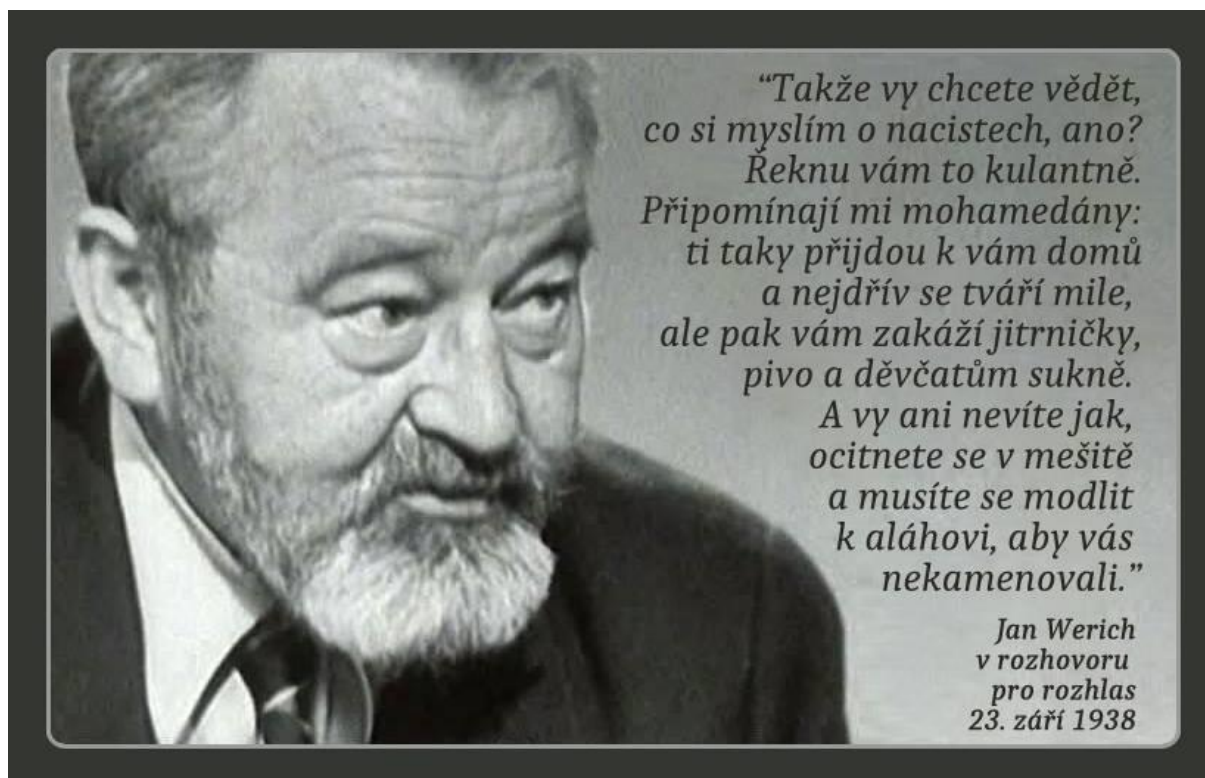 “Takže vy chcete vědět,
co si myslím o nacistech, ano?
Řeknu vám to kulantně.
Připomínají mi mohamedány:
ti taky přijdou k vám domů
a nejdřív se tváří mile,
ale pak vám zakáží jitrničky,
pivo a děvčatům sukně.
A vy ani nevíte jak,
ocitnete se v mešitě
a musíte se modlit
k aláhovi, aby vás
nekamenovali.”
Jan Werich
v rozhovoru
pro rozhlas
23. září 1938